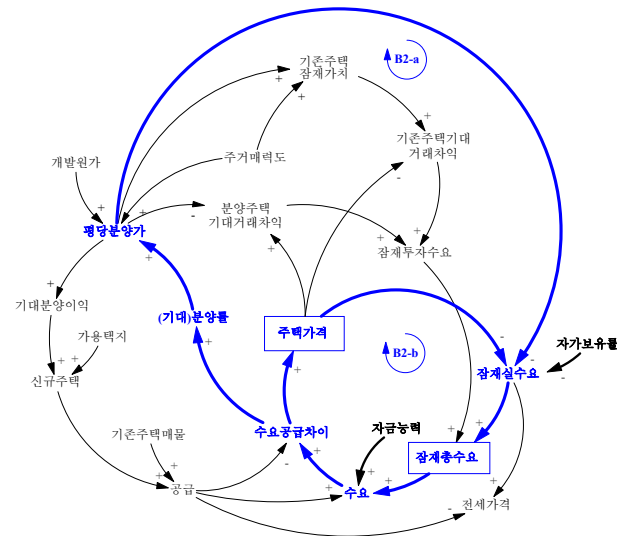 B2-a
기존주택
잠재가치
기존주택기대
거래차익
개발원가
주거매력도
분양주택
기대거래차익
평당분양가
잠재투자수요
기대분양이익
(기대)분양률
주택가격
가용택지
B2-b
자가보유률
신규주택
잠재실수요
기존주택매물
수요공급차이
자금능력
잠재총수요
공급
수요
전세가격